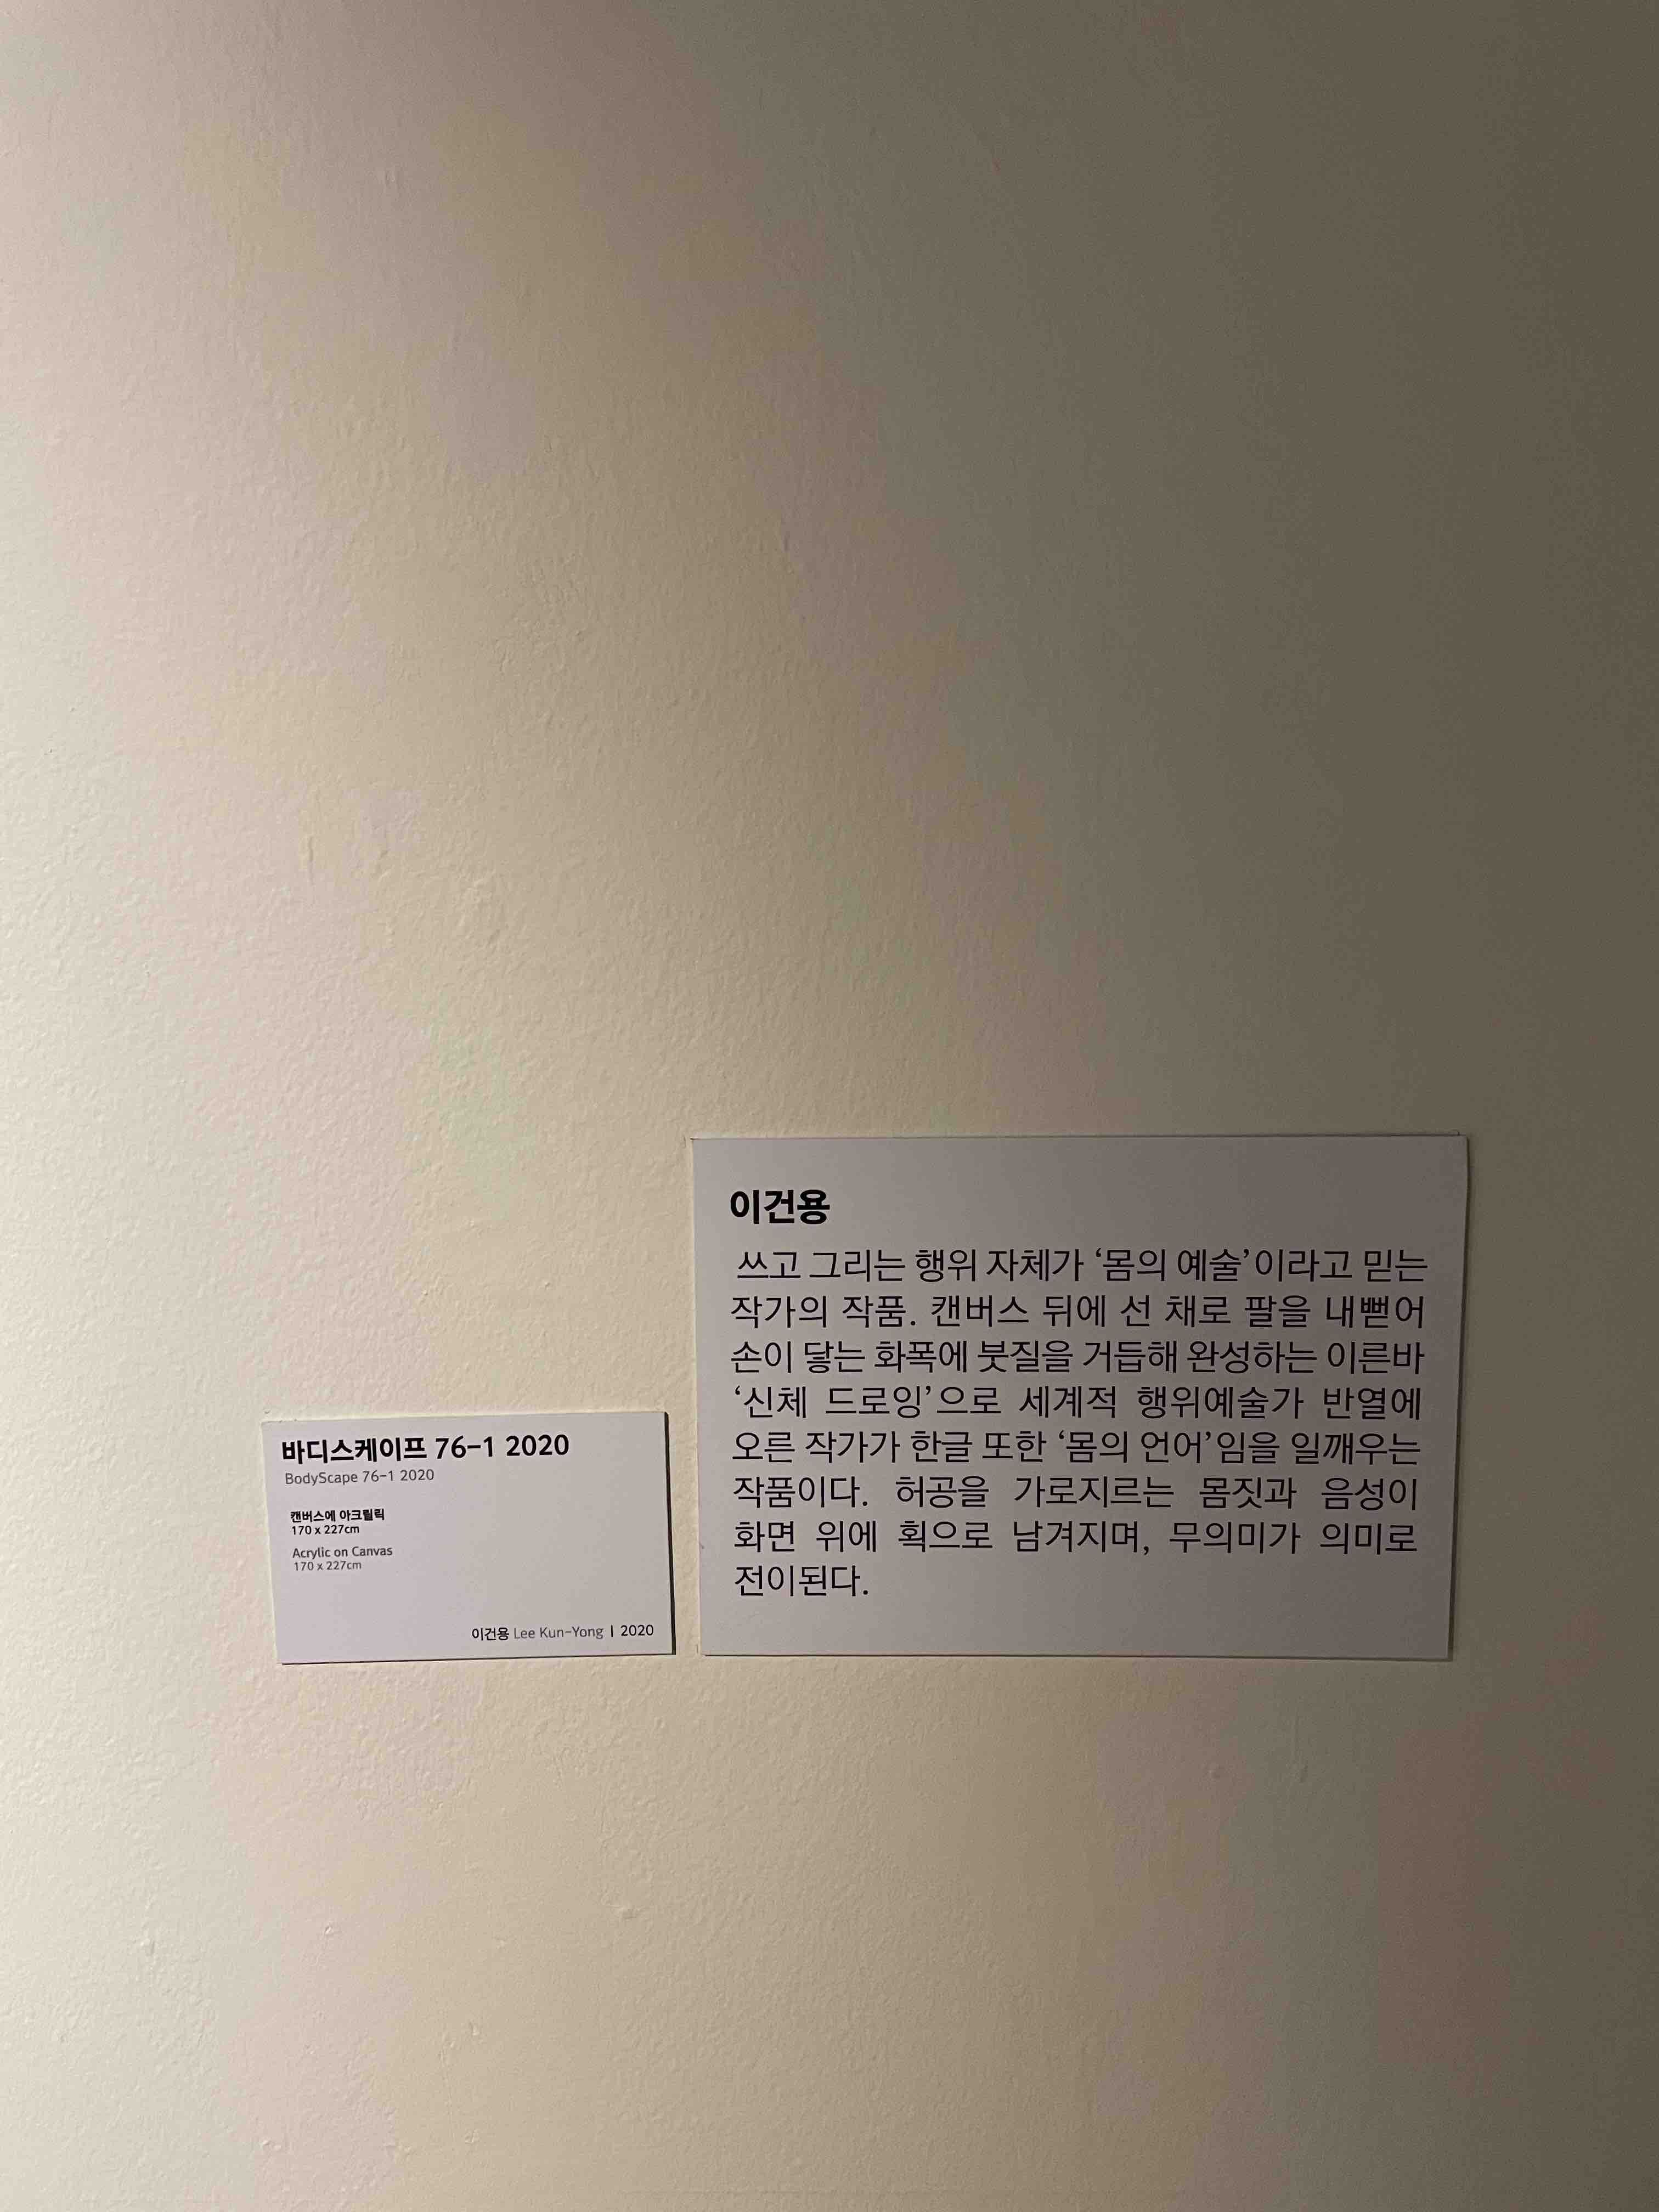 바디스케이프 76-1 2020
BodyScape 76-1 2020
캔버스에 아크릴릭
170 x 227cm
Acrylic on Canvas
170 x 227cm
이건용 Lee Kun-Yong | 2020
이건용
쓰고 그리는 행위 자체가 ‘몸의 예술’이라고 믿는
작가의 작품. 캔버스 뒤에 선 채로 팔을 내뻗어
손이 닿는 화폭에 붓질을 거듭해 완성하는 이른바
‘신체 드로잉’으로 세계적 행위예술가 반열에
오른 작가가 한글 또한 ‘몸의 언어’임을 일깨우는
작품이다. 허공을 가로지르는 몸짓과 음성이
화면 위에 획으로 남겨지며, 무의미가 의미로
전이된다.